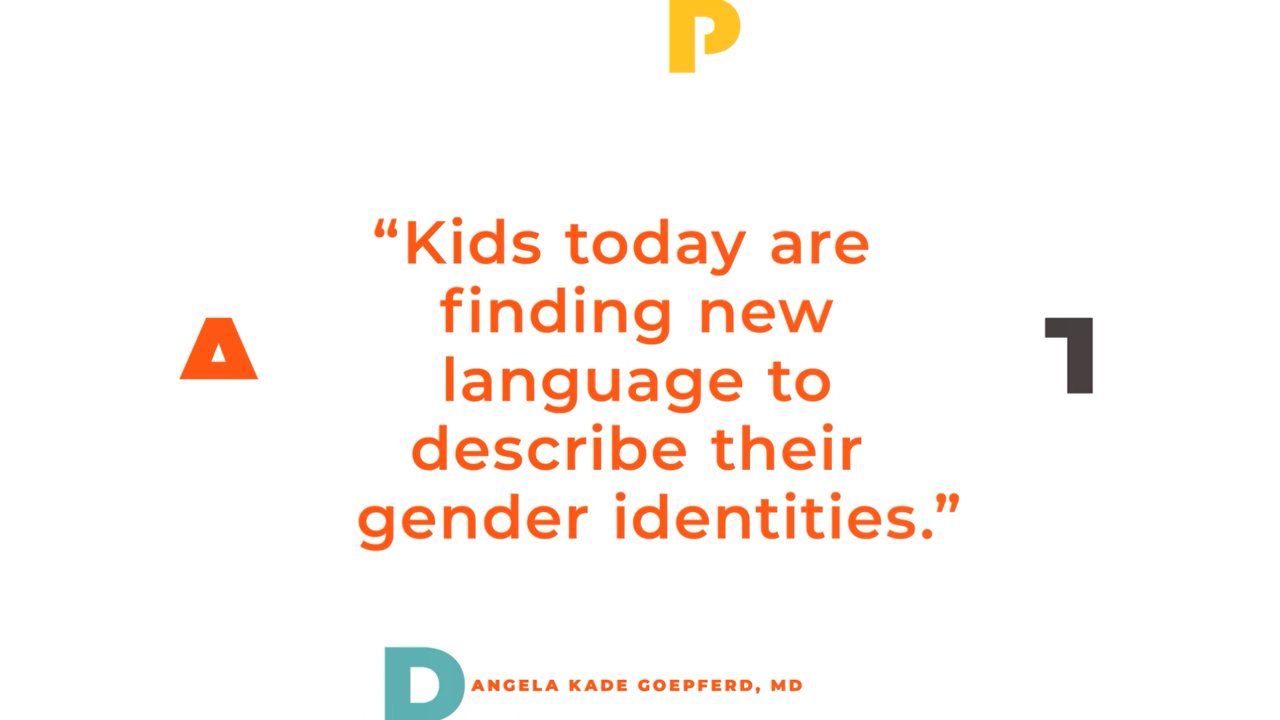 P
“Kids today are
finding new
A
language to
describe their
gender identities.”
D
ANGELA KADE GOEPFERD, MD